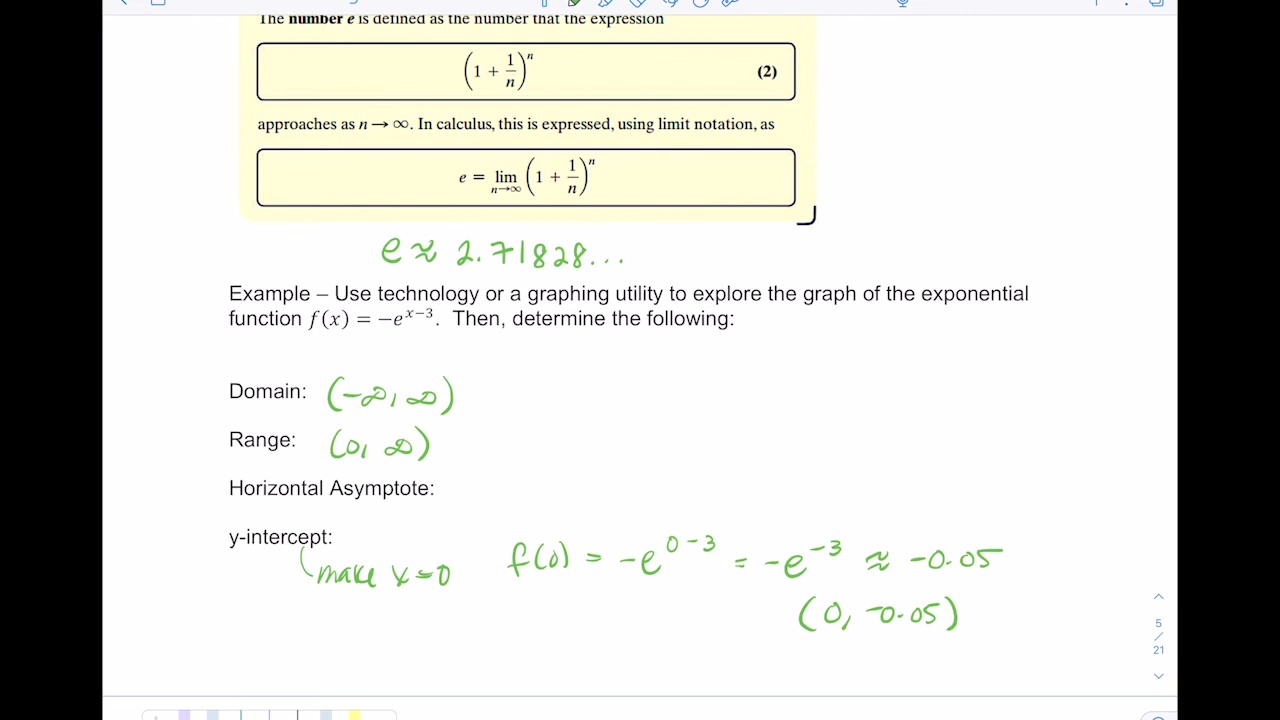 The number e is defined as the number that the expression
(1 + 1/n)^n (2)
approaches as n → ∞. In calculus, this is expressed, using limit notation, as
e = lim n→∞ (1 + 1/n)^n
e ≈ 2.71828...
Example – Use technology or a graphing utility to explore the graph of the exponential
function f(x) = −e^{x−3}. Then, determine the following:
Domain: (-∞, ∞)
Range: (0, ∞)
Horizontal Asymptote:
y-intercept:
make x=0
f(0) = -e^{0-3} = -e^{-3} ≈ -0.05
(0, -0.05)
5
/
21